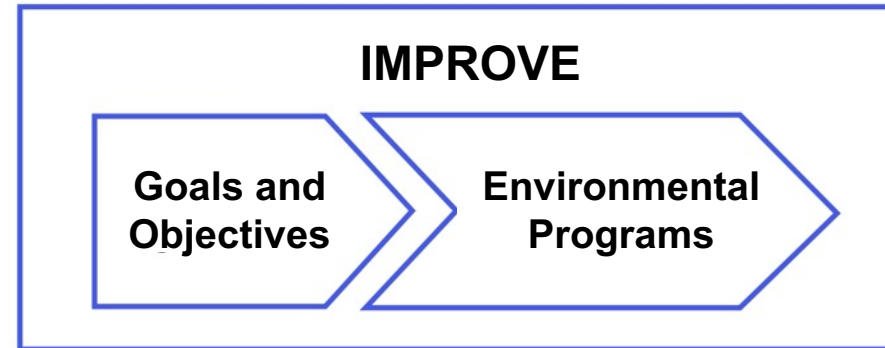 IMPROVE
Goals and
Objectives
Environmental
Programs